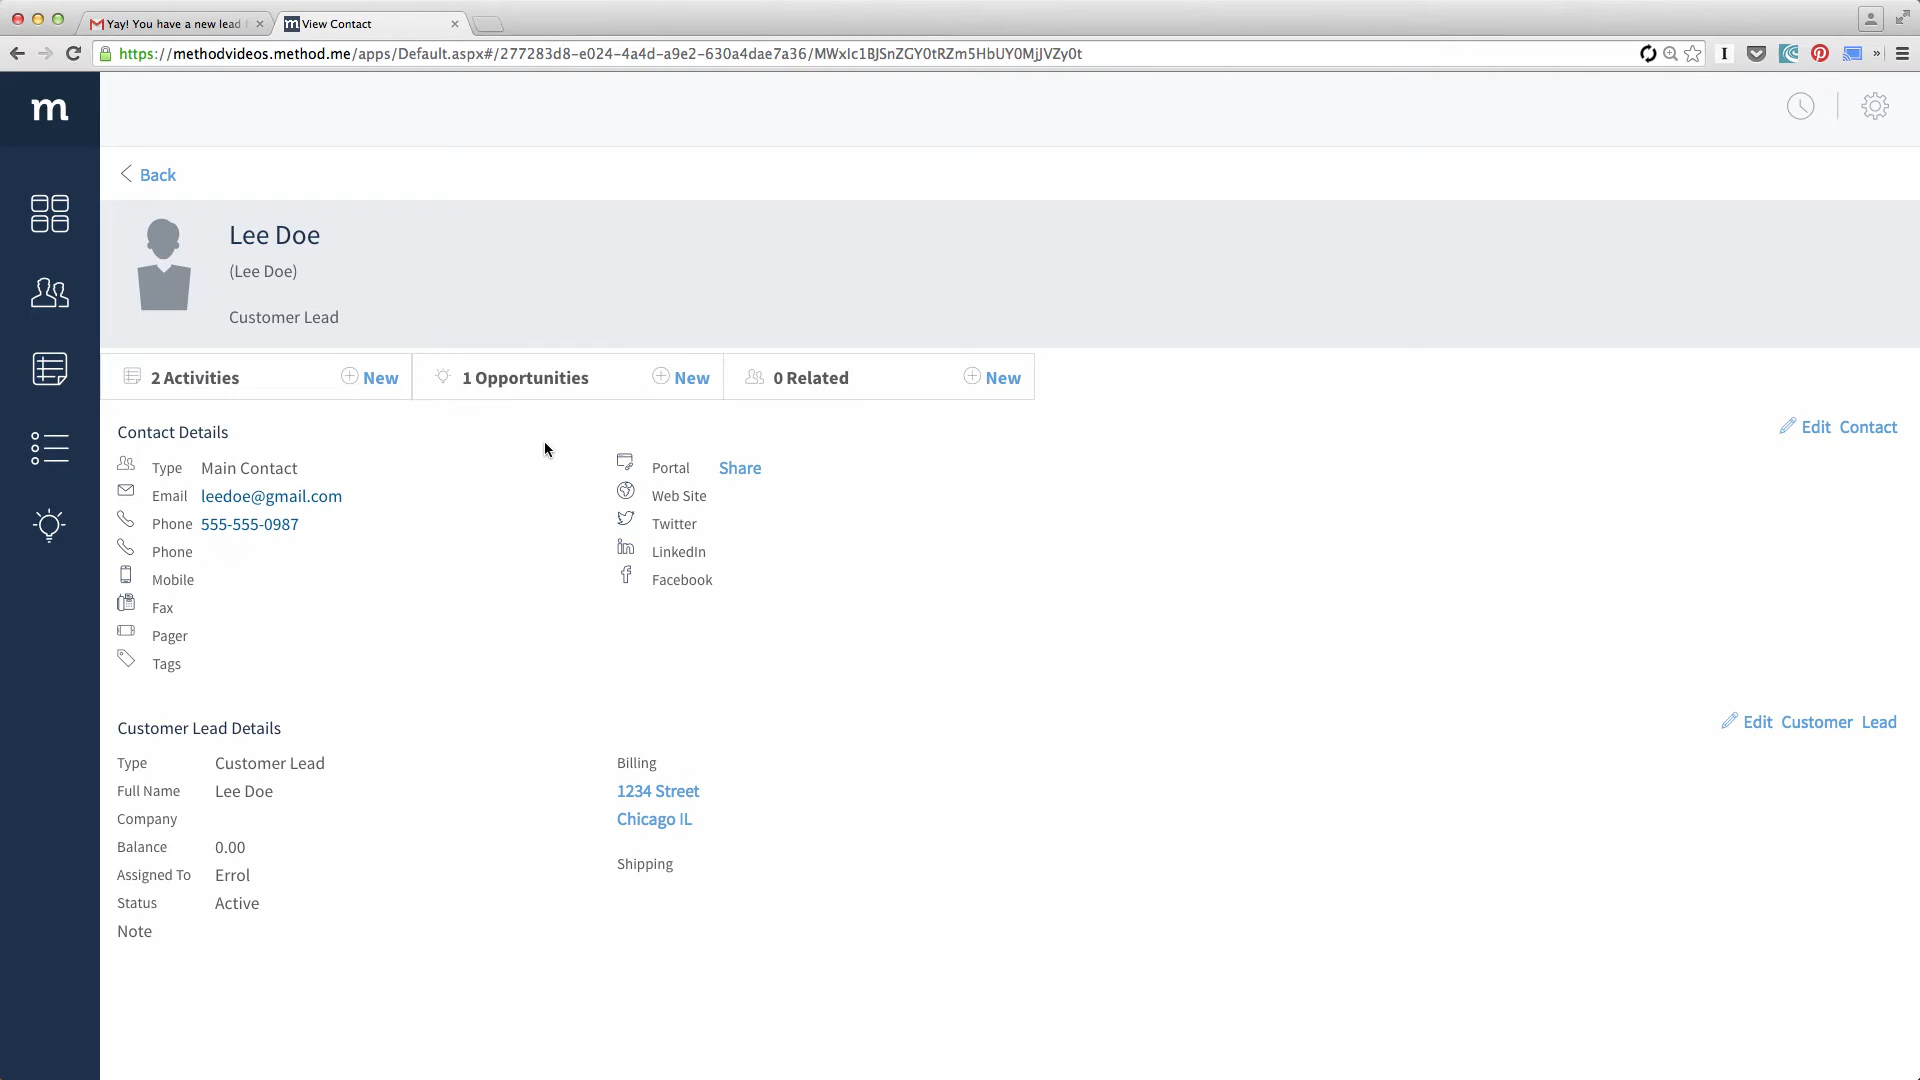 Yay! You have a new lead
View Contact
https://methodvideos.method.me/apps/Default.aspx#/277283d8-e024-4a4d-a9e2-630a4dae7a36/MWxlc1BJSnZGY0tRZm5HbUY0MjJVZy0t
m
Back
Lee Doe
(Lee Doe)
Customer Lead
2 Activities New
1 Opportunities New
0 Related New
Contact Details
Edit Contact
Type Main Contact
Email leedoe@gmail.com
Phone 555-555-0987
Phone
Mobile
Fax
Pager
Tags
Portal Share
Web Site
Twitter
LinkedIn
Facebook
Customer Lead Details
Edit Customer Lead
Type Customer Lead
Full Name Lee Doe
Company
Balance 0.00
Assigned To Errol
Status Active
Note
Billing
1234 Street
Chicago IL
Shipping